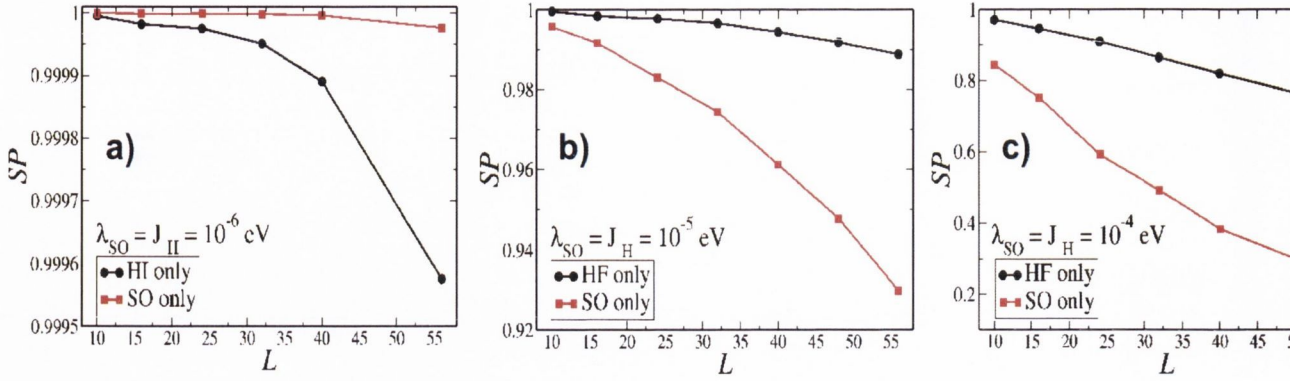 1
0.9999
0.9998
0.9997
0.9996
0.9995
SP
a)
λSO = JH = 10-6 eV
HF only
SO only
10 15 20 25 30 35 40 45 50 55
L
1
0.98
0.96
0.94
0.92
SP
b)
λSO = JH = 10-5 eV
HF only
SO only
10 15 20 25 30 35 40 45 50 55
L
1
0.8
0.6
0.4
0.2
SP
c)
λSO = JH = 10-4 eV
HF only
SO only
10 15 20 25 30 35 40 45
L